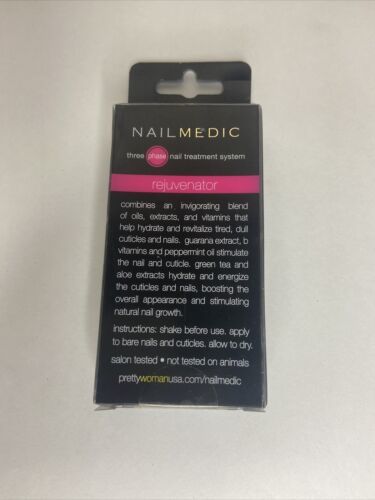 NAILMEDIC
three phase nail treatment system
rejuvenator
combines an invigorating blend
of oils, extracts, and vitamins that
help hydrate and revitalize tired, dull
cuticles and nails. guarana extract, b
vitamins and peppermint oil stimulate
the nail and cuticle. green tea and
aloe extracts hydrate and energize
the cuticles and nails, boosting the
overall appearance and stimulating
natural nail growth.
instructions: shake before use. apply
to bare nails and cuticles. allow to dry.
salon tested • not tested on animals
prettywomanusa.com/nailmedic